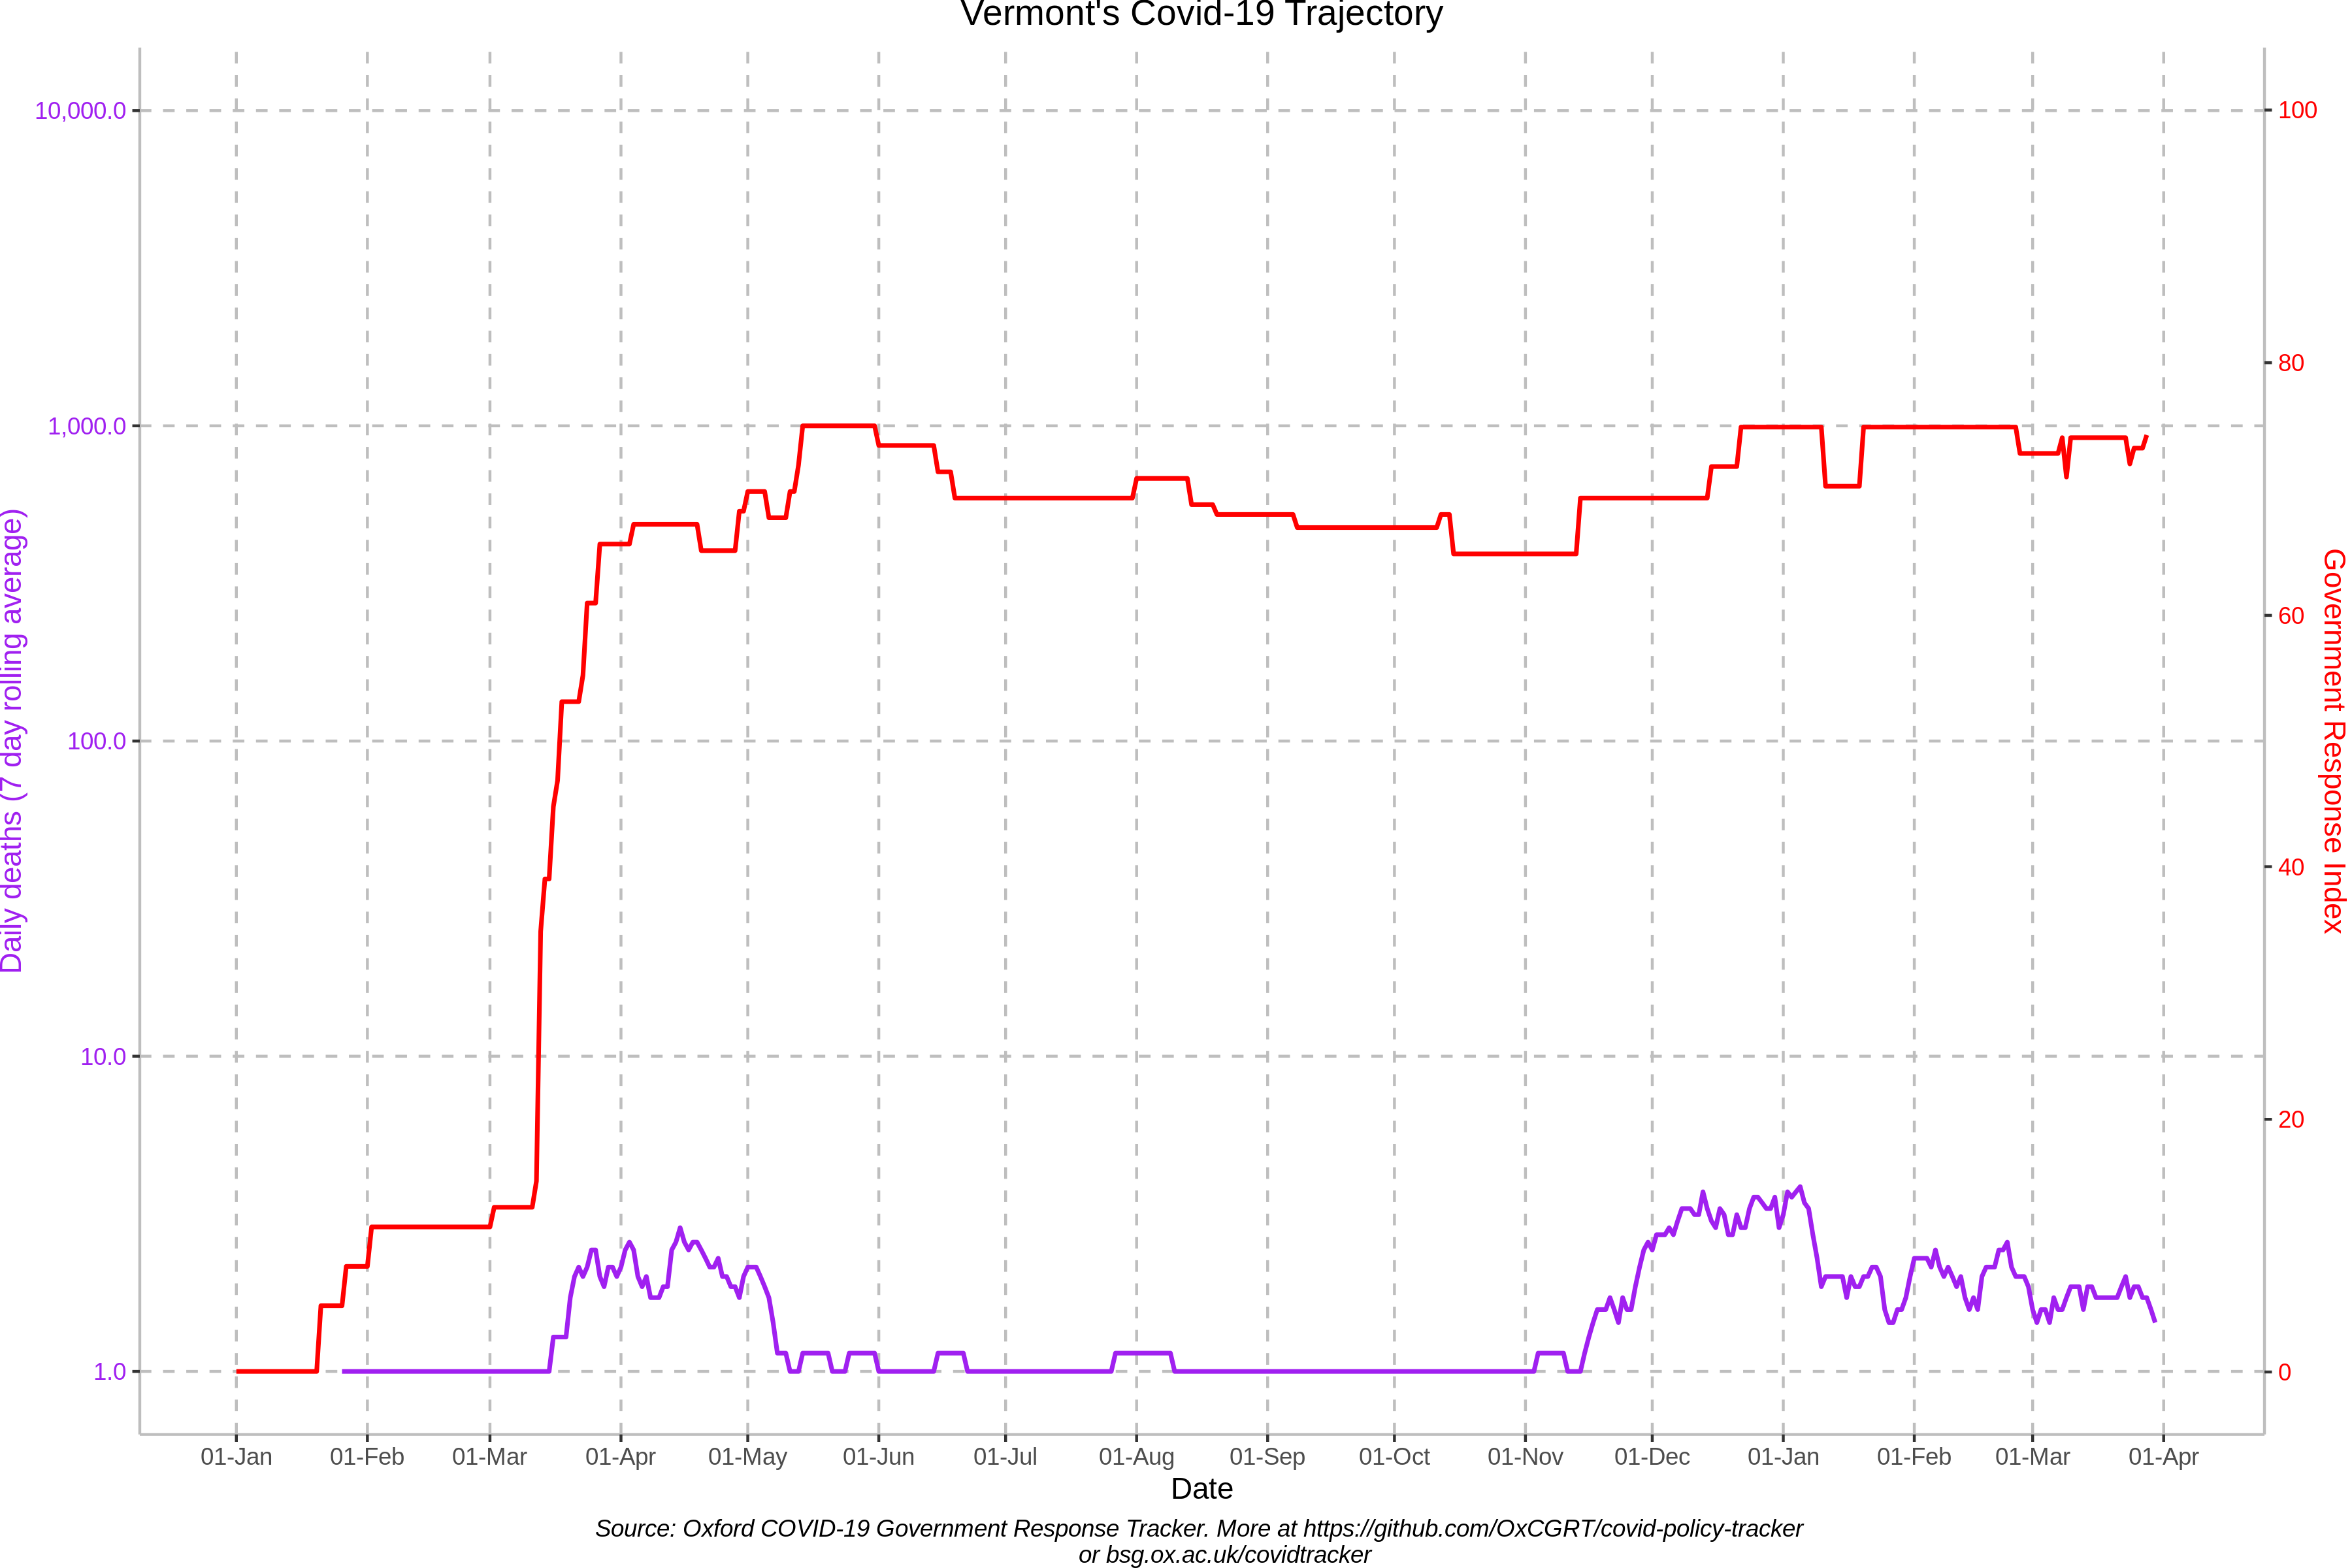 Vermont's Covid-19 Trajectory
10,000.0
1,000.0
100.0
10.0
1.0
Daily deaths (7 day rolling average)
100
80
60
40
20
0
Government Response Index
01-Jan 01-Feb 01-Mar 01-Apr 01-May 01-Jun 01-Jul 01-Aug 01-Sep 01-Oct 01-Nov 01-Dec 01-Jan 01-Feb 01-Mar 01-Apr
Date
Source: Oxford COVID-19 Government Response Tracker. More at https://github.com/OxCGRT/covid-policy-tracker
or bsg.ox.ac.uk/covidtracker